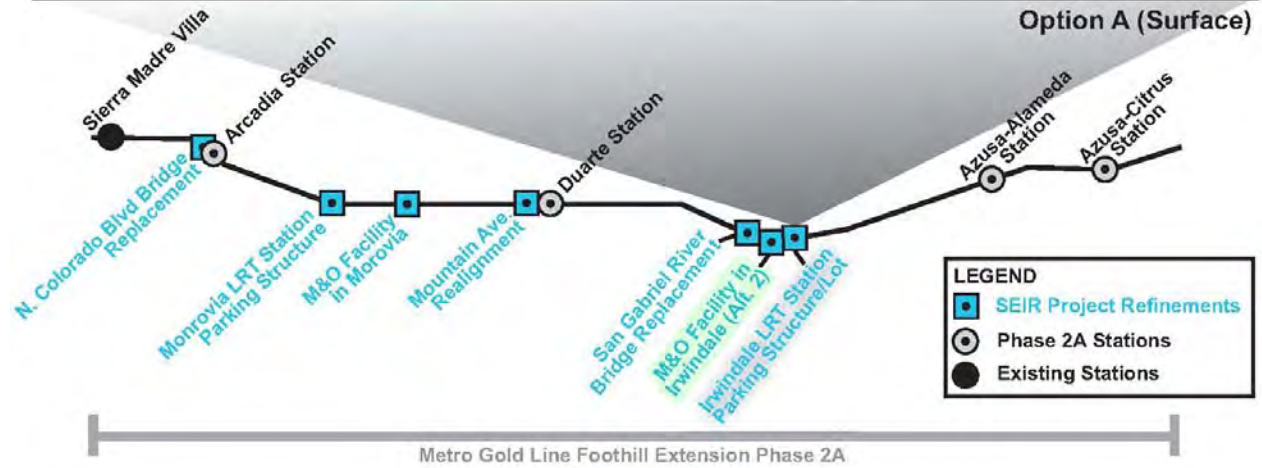 Option A (Surface)
Sierra Madre Villa
Arcadia Station
Duarte Station
Azusa-Alameda
Station
Azusa-Citrus
Station
N. Colorado Blvd Bridge
Replacement
Monrovia LRT Station
Parking Structure
M&O Facility
in Morovia
Mountain Ave.
Realignment
San Gabriel River
Bridge Replacement
M&O Facility in
Irwindale (Alt. 2)
Irwindale LRT Station
Parking Structure/Lot
LEGEND
SEIR Project Refinements
Phase 2A Stations
Existing Stations
Metro Gold Line Foothill Extension Phase 2A